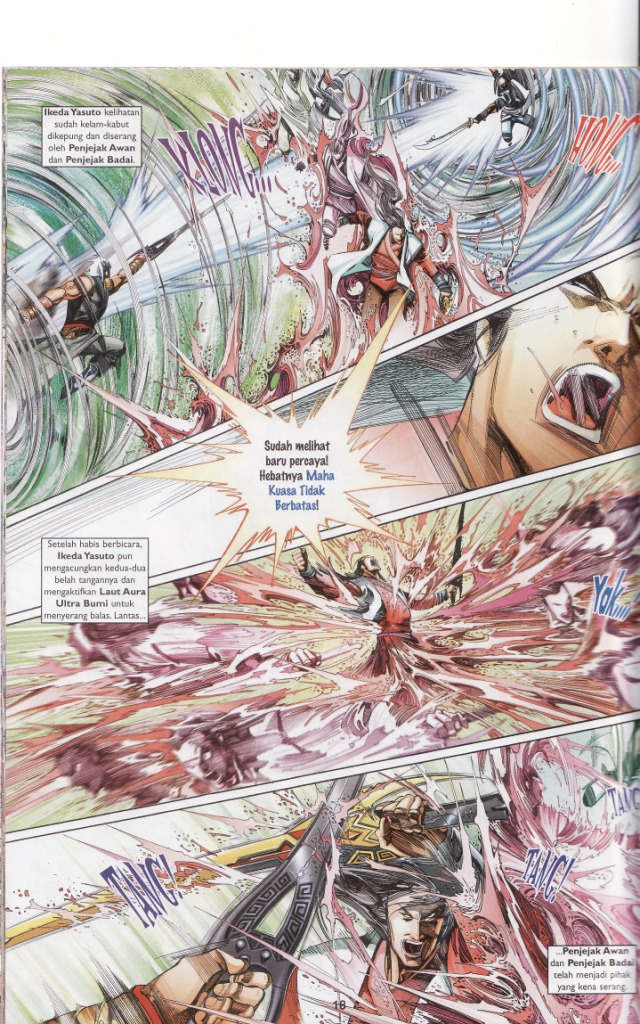 Ikeda Yasuto kelihatan
sudah kelam-kabut
dikepung dan diserang
oleh Penjejak Awan
dan Penjejak Badai.
KLONG...
HONG...
Sudah melihat
baru percaya!
Hebatnya Maha
Kuasa Tidak
Berbatas!
Setelah habis berbicara,
Ikeda Yasuto pun
mengacungkan kedua-dua
belah tangannya dan
mengaktifkan Laut Aura
Ultra Bumi untuk
menyerang balas. Lantas...
Yak...
TANG!
TANG!
TANG!
...Penjejak Awan
dan Penjejak Badai
telah menjadi pihak
yang kena serang.
18